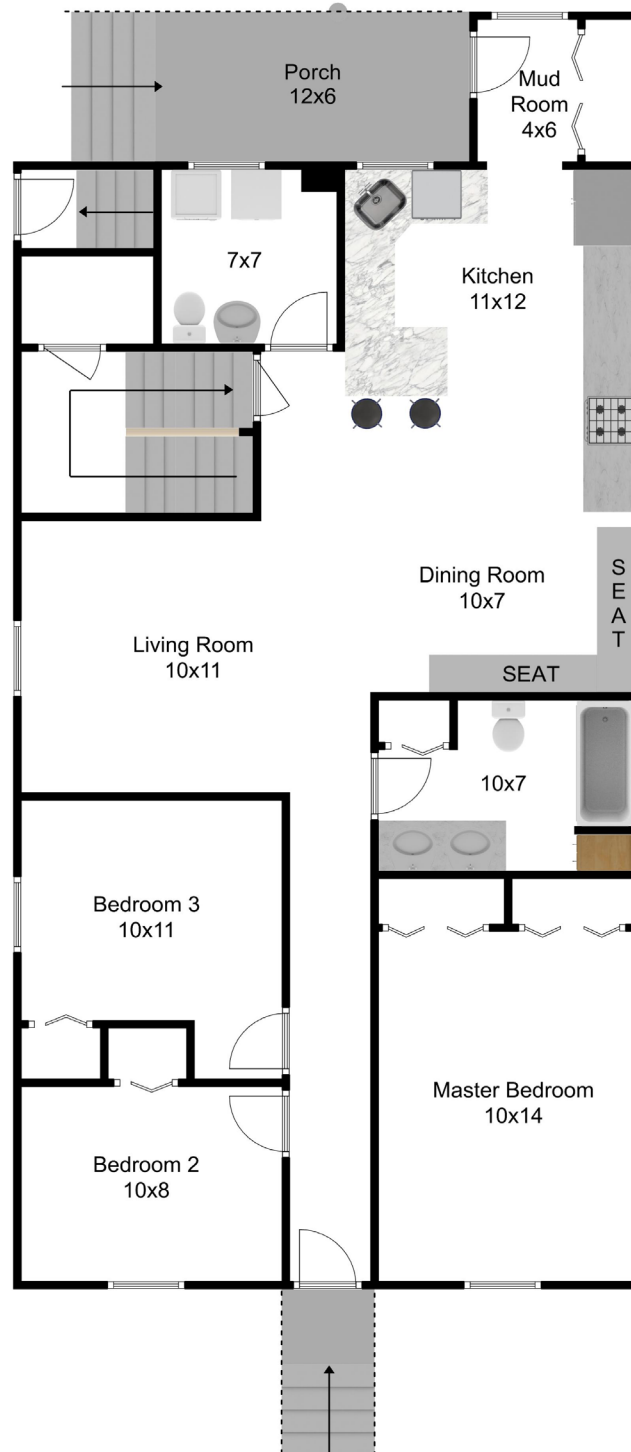 Porch
12x6
Mud
Room
4x6
7x7
Kitchen
11x12
Dining Room
10x7
SEAT
SEAT
Living Room
10x11
10x7
Bedroom 3
10x11
Master Bedroom
10x14
Bedroom 2
10x8